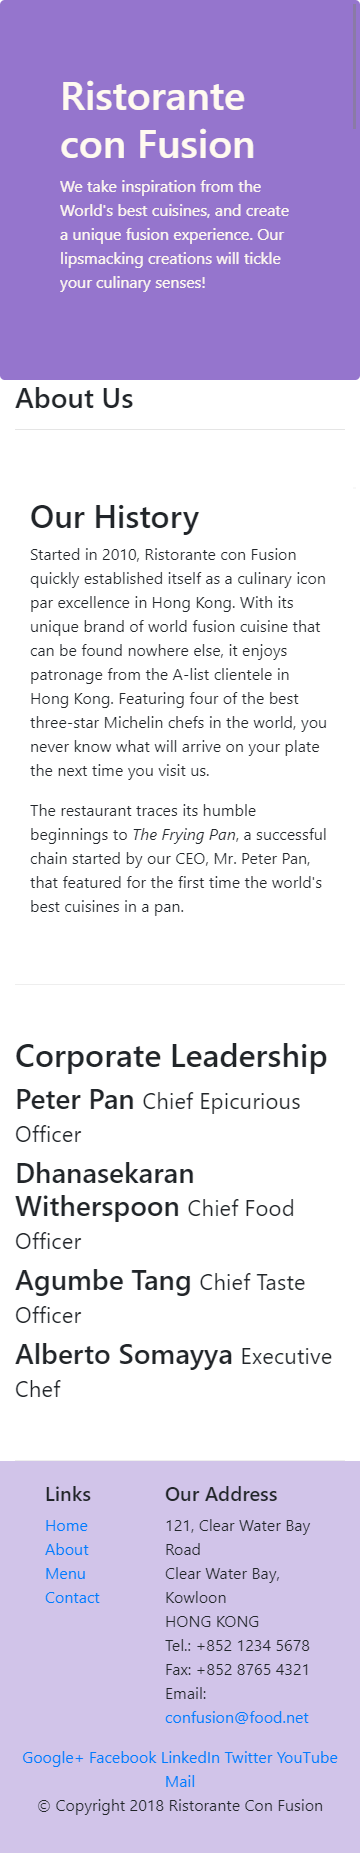 Ristorante
con Fusion
We take inspiration from the
World's best cuisines, and create
a unique fusion experience. Our
lipsmacking creations will tickle
your culinary senses!
About Us
Our History
Started in 2010, Ristorante con Fusion
quickly established itself as a culinary icon
par excellence in Hong Kong. With its
unique brand of world fusion cuisine that
can be found nowhere else, it enjoys
patronage from the A-list clientele in
Hong Kong. Featuring four of the best
three-star Michelin chefs in the world, you
never know what will arrive on your plate
the next time you visit us.
The restaurant traces its humble
beginnings to The Frying Pan, a successful
chain started by our CEO, Mr. Peter Pan,
that featured for the first time the world's
best cuisines in a pan.
Corporate Leadership
Peter Pan Chief Epicurious
Officer
Dhanasekaran
Witherspoon Chief Food
Officer
Agumbe Tang Chief Taste
Officer
Alberto Somayya Executive
Chef
Links
Home
About
Menu
Contact
Our Address
121, Clear Water Bay
Road
Clear Water Bay,
Kowloon
HONG KONG
Tel.: +852 1234 5678
Fax: +852 8765 4321
Email:
confusion@food.net
Google+ Facebook LinkedIn Twitter YouTube
Mail
© Copyright 2018 Ristorante Con Fusion